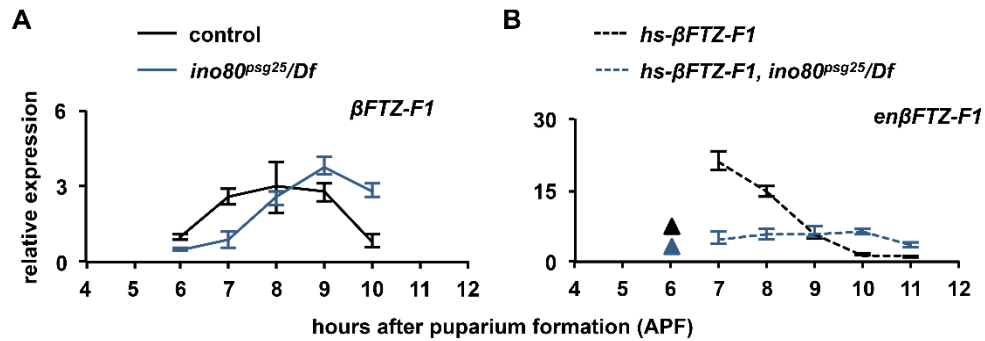 A
control
ino80psg25/Df
βFTZ-F1
relative expression
6
3
0
4 5 6 7 8 9 10 11 12
B
hs-βFTZ-F1
hs-βFTZ-F1, ino80psg25/Df
enβFTZ-F1
30
15
0
4 5 6 7 8 9 10 11 12
hours after puparium formation (APF)